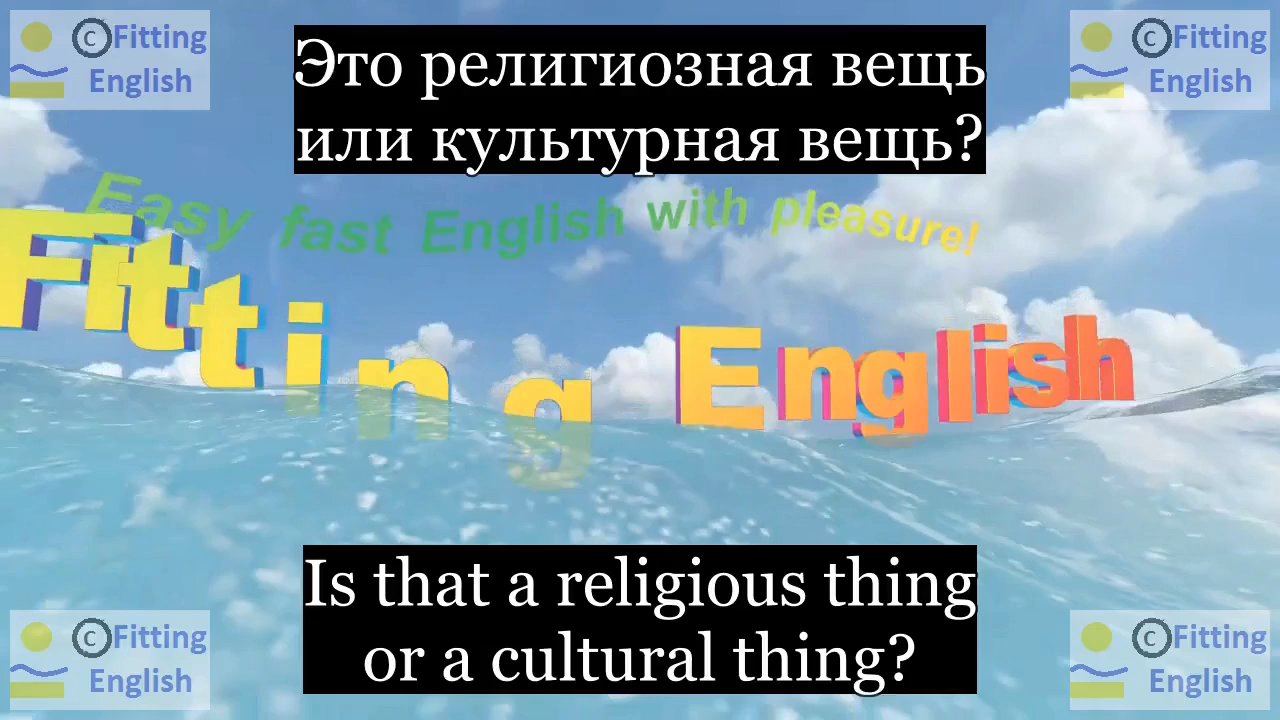 ©Fitting
English
©Fitting
English
Это религиозная вещь
или культурная вещь?
Easy fast English with pleasure!
Fitting English
Is that a religious thing
or a cultural thing?
©Fitting
English
©Fitting
English